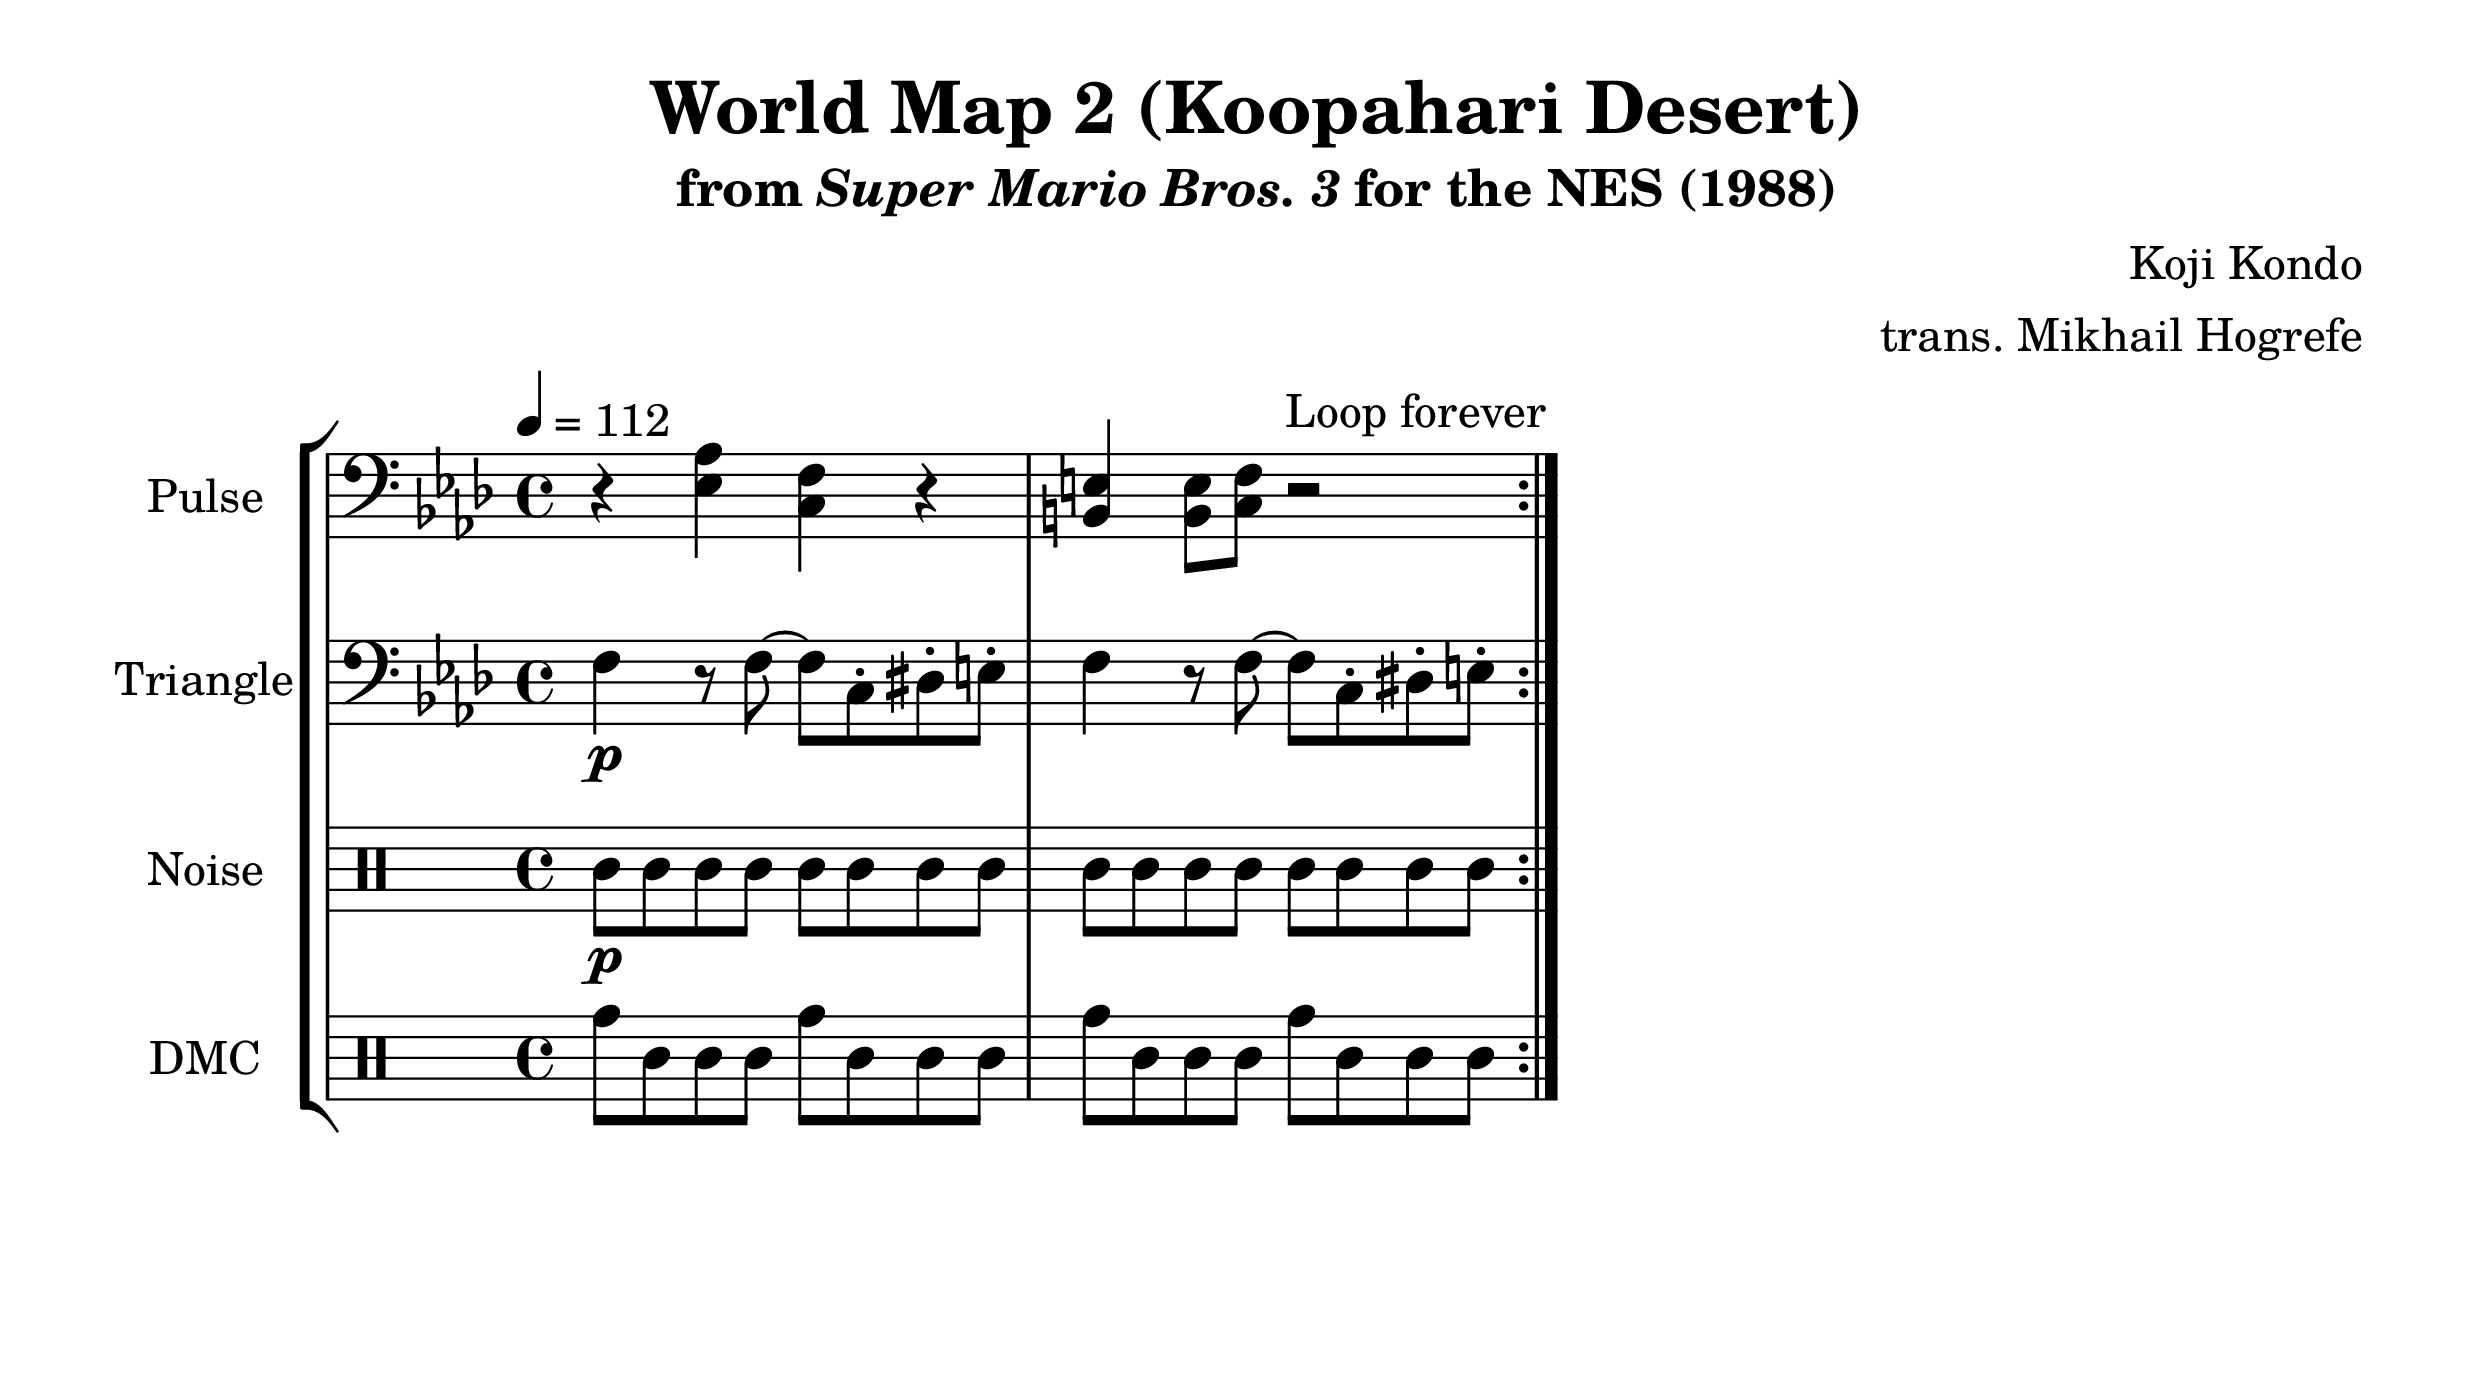 World Map 2 (Koopahari Desert)
from Super Mario Bros. 3 for the NES (1988)
Koji Kondo
trans. Mikhail Hogrefe
= 112
Loop forever
Pulse
Triangle
p
Noise
p
DMC